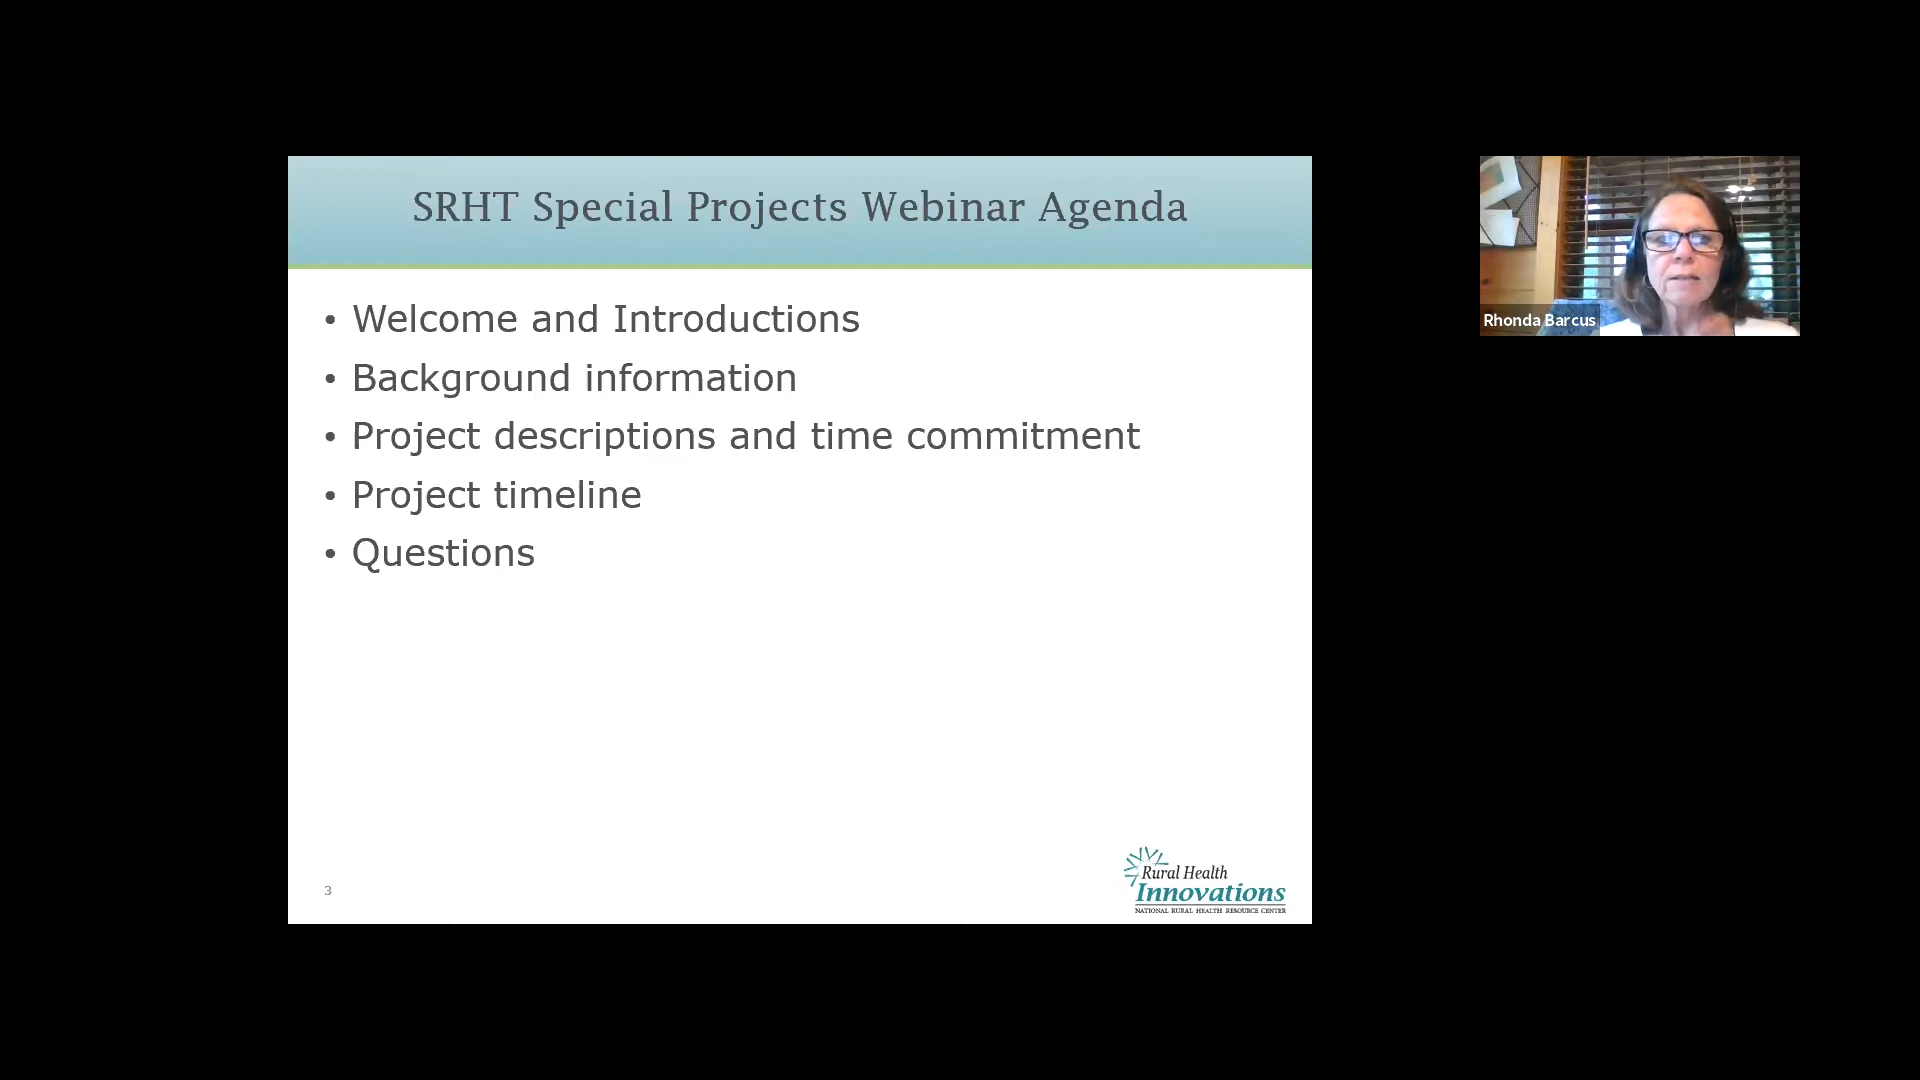 SRHT Special Projects Webinar Agenda
• Welcome and Introductions
• Background information
• Project descriptions and time commitment
• Project timeline
• Questions
3
Rural Health
Innovations
NATIONAL RURAL HEALTH RESOURCE CENTER
Rhonda Barcus